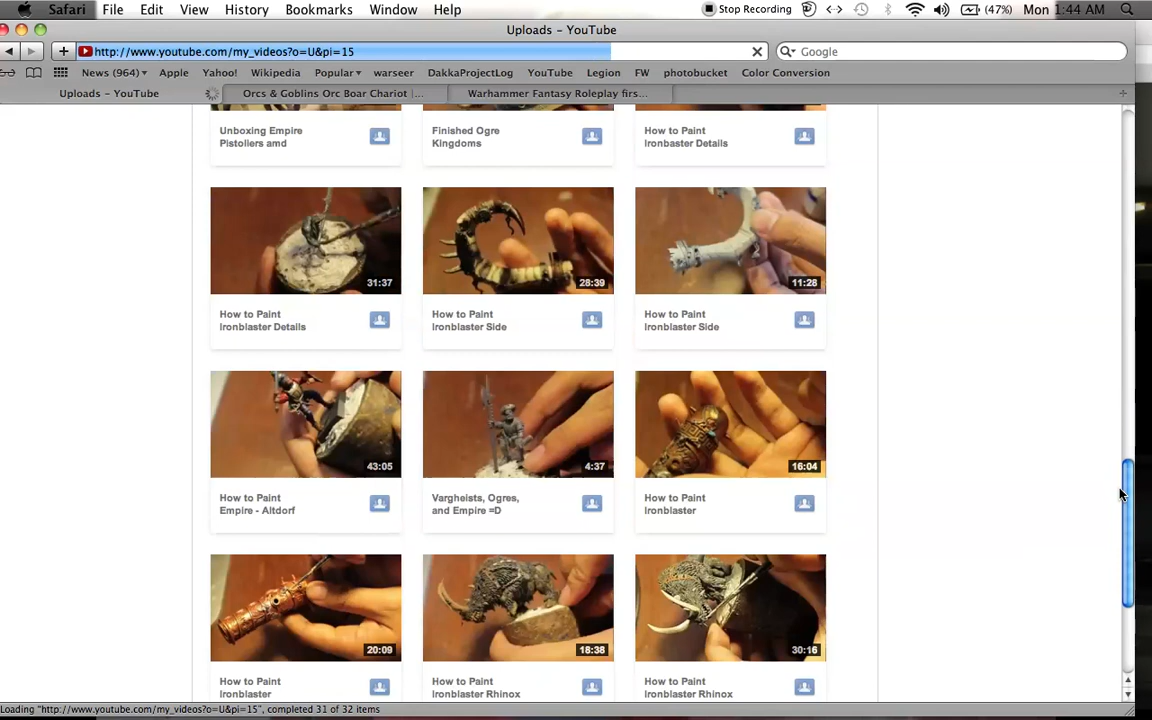 Safari File Edit View History Bookmarks Window Help Stop Recording (47%) Mon 1:44 AM
Uploads – YouTube
http://www.youtube.com/my_videos?o=U&pi=15 Google
News (964) Apple Yahoo! Wikipedia Popular warseer DakkaProjectLog YouTube Legion FW photobucket Color Conversion
Uploads – YouTube Orcs & Goblins Orc Boar Chariot |... Warhammer Fantasy Roleplay firs...
Unboxing Empire
Pistoliers amd
Finished Ogre
Kingdoms
How to Paint
Ironbaster Details
31:37
28:39
11:28
How to Paint
Ironblaster Details
How to Paint
Ironblaster Side
How to Paint
Ironblaster Side
43:05
4:37
16:04
How to Paint
Empire - Altdorf
Vargheists, Ogres,
and Empire =D
How to Paint
Ironblaster
20:09
18:38
30:16
How to Paint
Ironblaster
How to Paint
Ironblaster Rhinox
How to Paint
Ironblaster Rhinox
Loading "http://www.youtube.com/my_videos?o=U&pi=15", completed 31 of 32 items